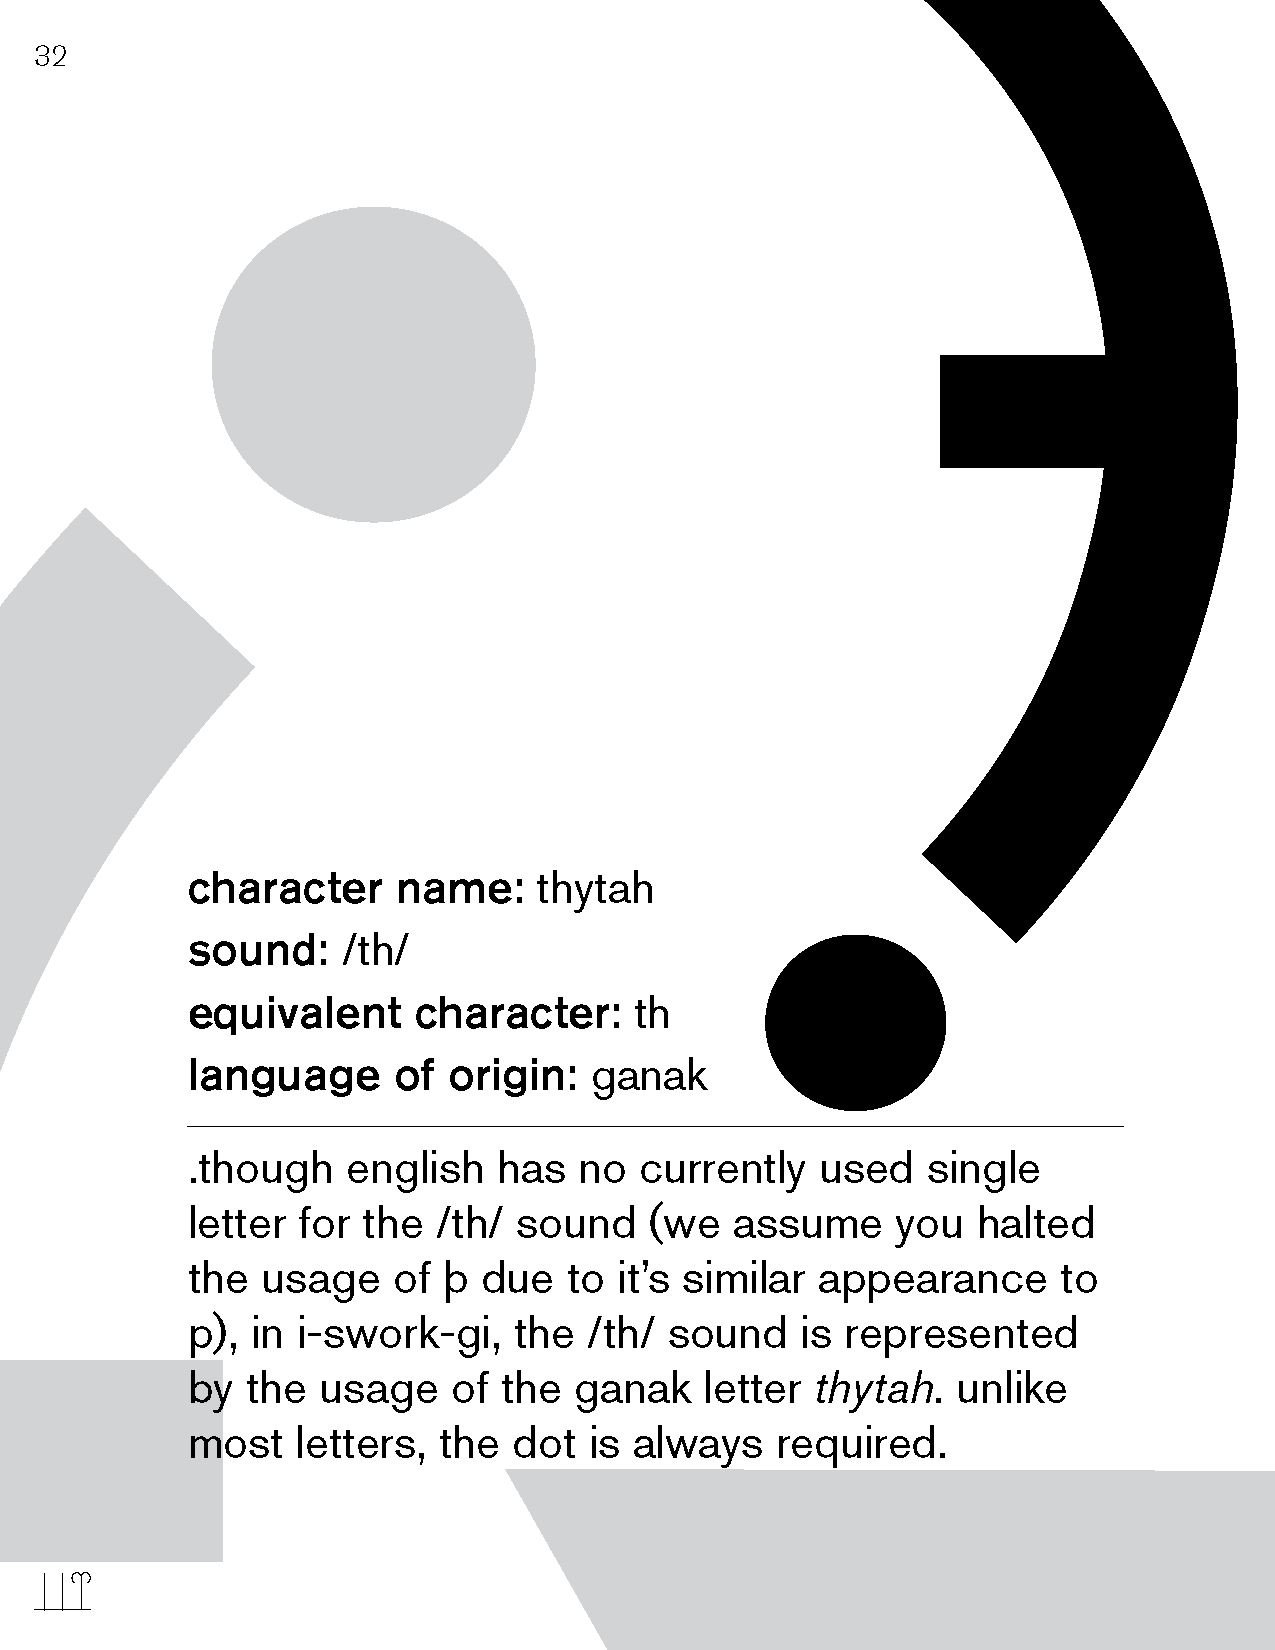 32
character name: thytah
sound: /th/
equivalent character: th
language of origin: ganak
.though english has no currently used single
letter for the /th/ sound (we assume you halted
the usage of þ due to it’s similar appearance to
p), in i-swork-gi, the /th/ sound is represented
by the usage of the ganak letter thytah. unlike
most letters, the dot is always required.